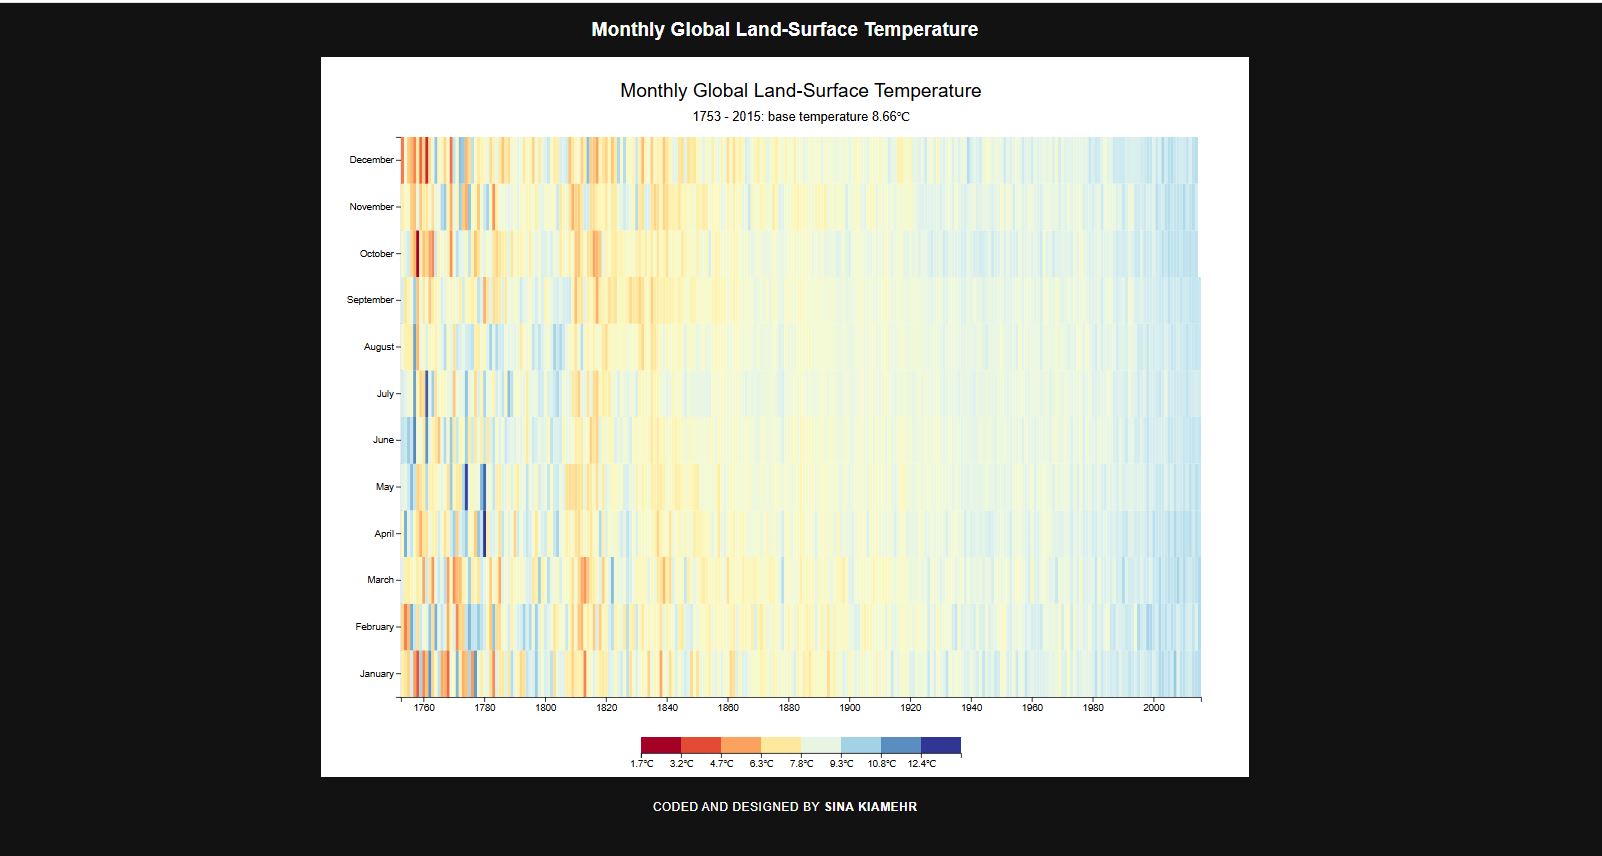 Monthly Global Land-Surface Temperature
Monthly Global Land-Surface Temperature
1753 - 2015: base temperature 8.66℃
December
November
October
September
August
July
June
May
April
March
February
January
1760 1780 1800 1820 1840 1860 1880 1900 1920 1940 1960 1980 2000
1.7℃ 3.2℃ 4.7℃ 6.3℃ 7.8℃ 9.3℃ 10.8℃ 12.4℃
CODED AND DESIGNED BY SINA KIAMEHR